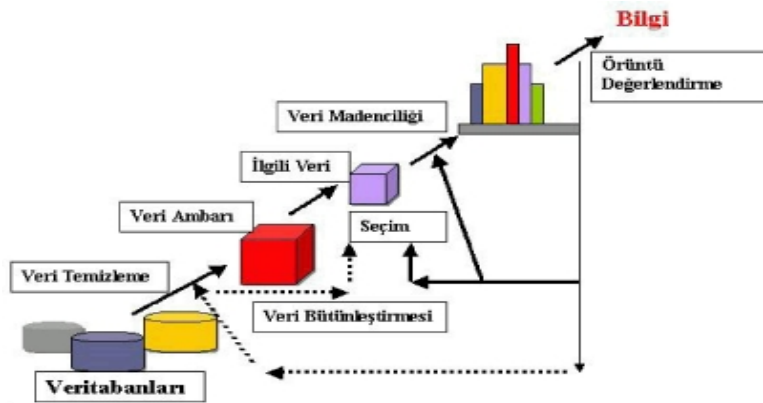 Bilgi
Örüntü
Değerlendirme
Veri Madenciliği
İlgili Veri
Veri Ambarı
Seçim
Veri Temizleme
Veri Bütünleştirmesi
Veritabanları